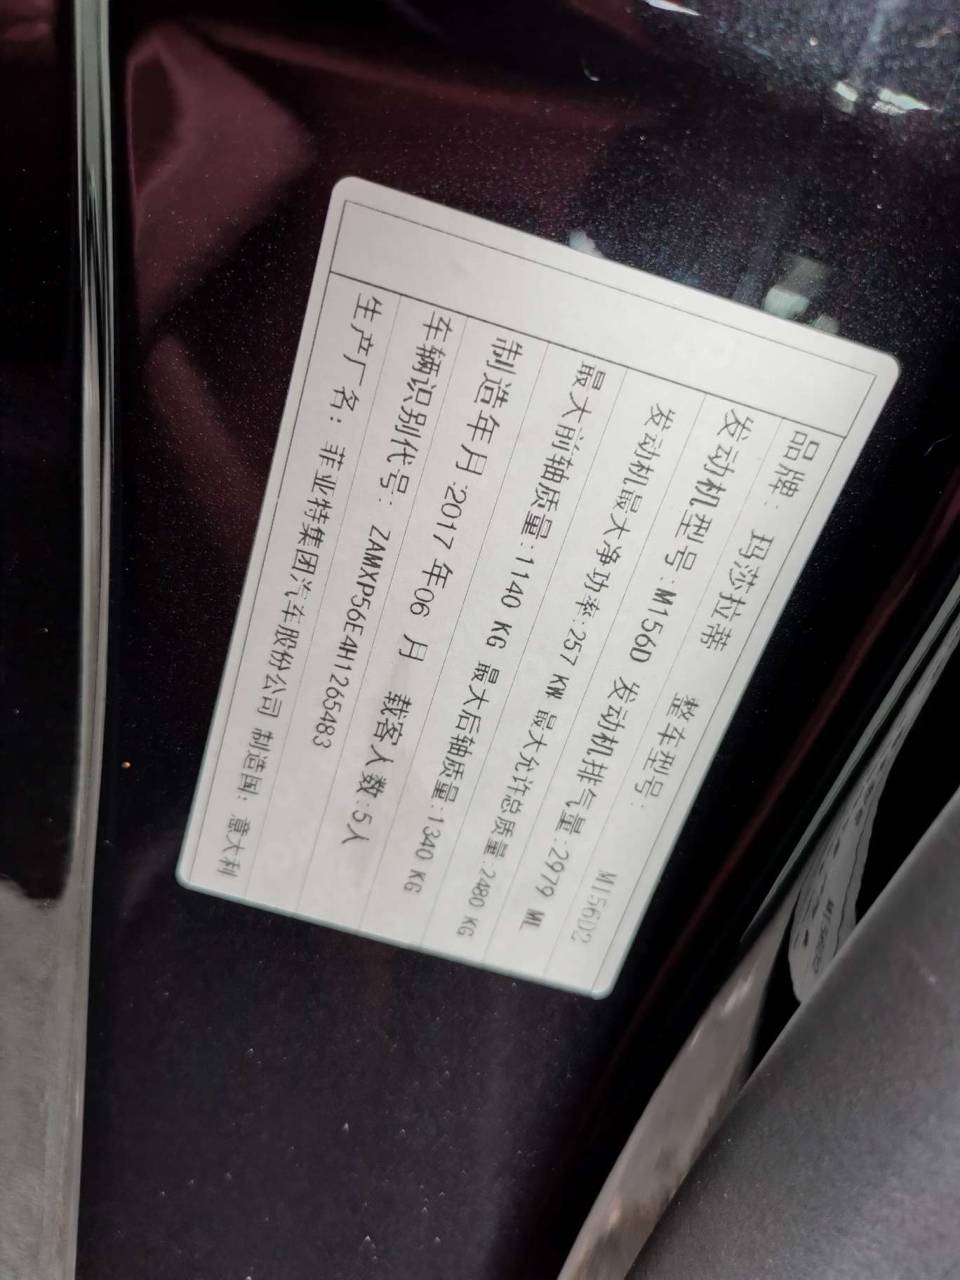 品牌: 玛莎拉蒂 整车型号: M156D2
发动机型号:M156D 发动机排气量:2979 ML
发动机最大净功率:257 KW 最大允许总质量:2480 KG
最大前轴质量:1140 KG 最大后轴质量:1340 KG
制造年月:2017 年06 月 载客人数:5人
车辆识别代号: ZAMXP56E4H1265483
生产厂名: 菲亚特集团汽车股份公司 制造国: 意大利